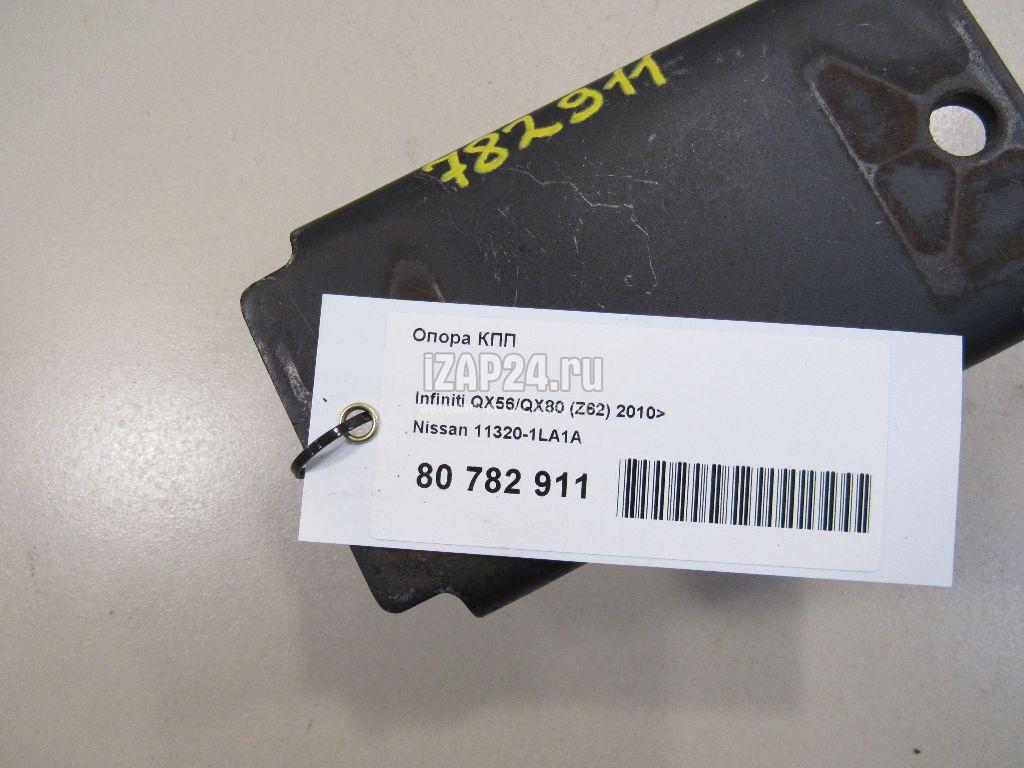 782911
Опора КПП
iZAP24.ru
Infiniti QX56/QX80 (Z62) 2010>
Nissan 11320-1LA1A
80 782 911